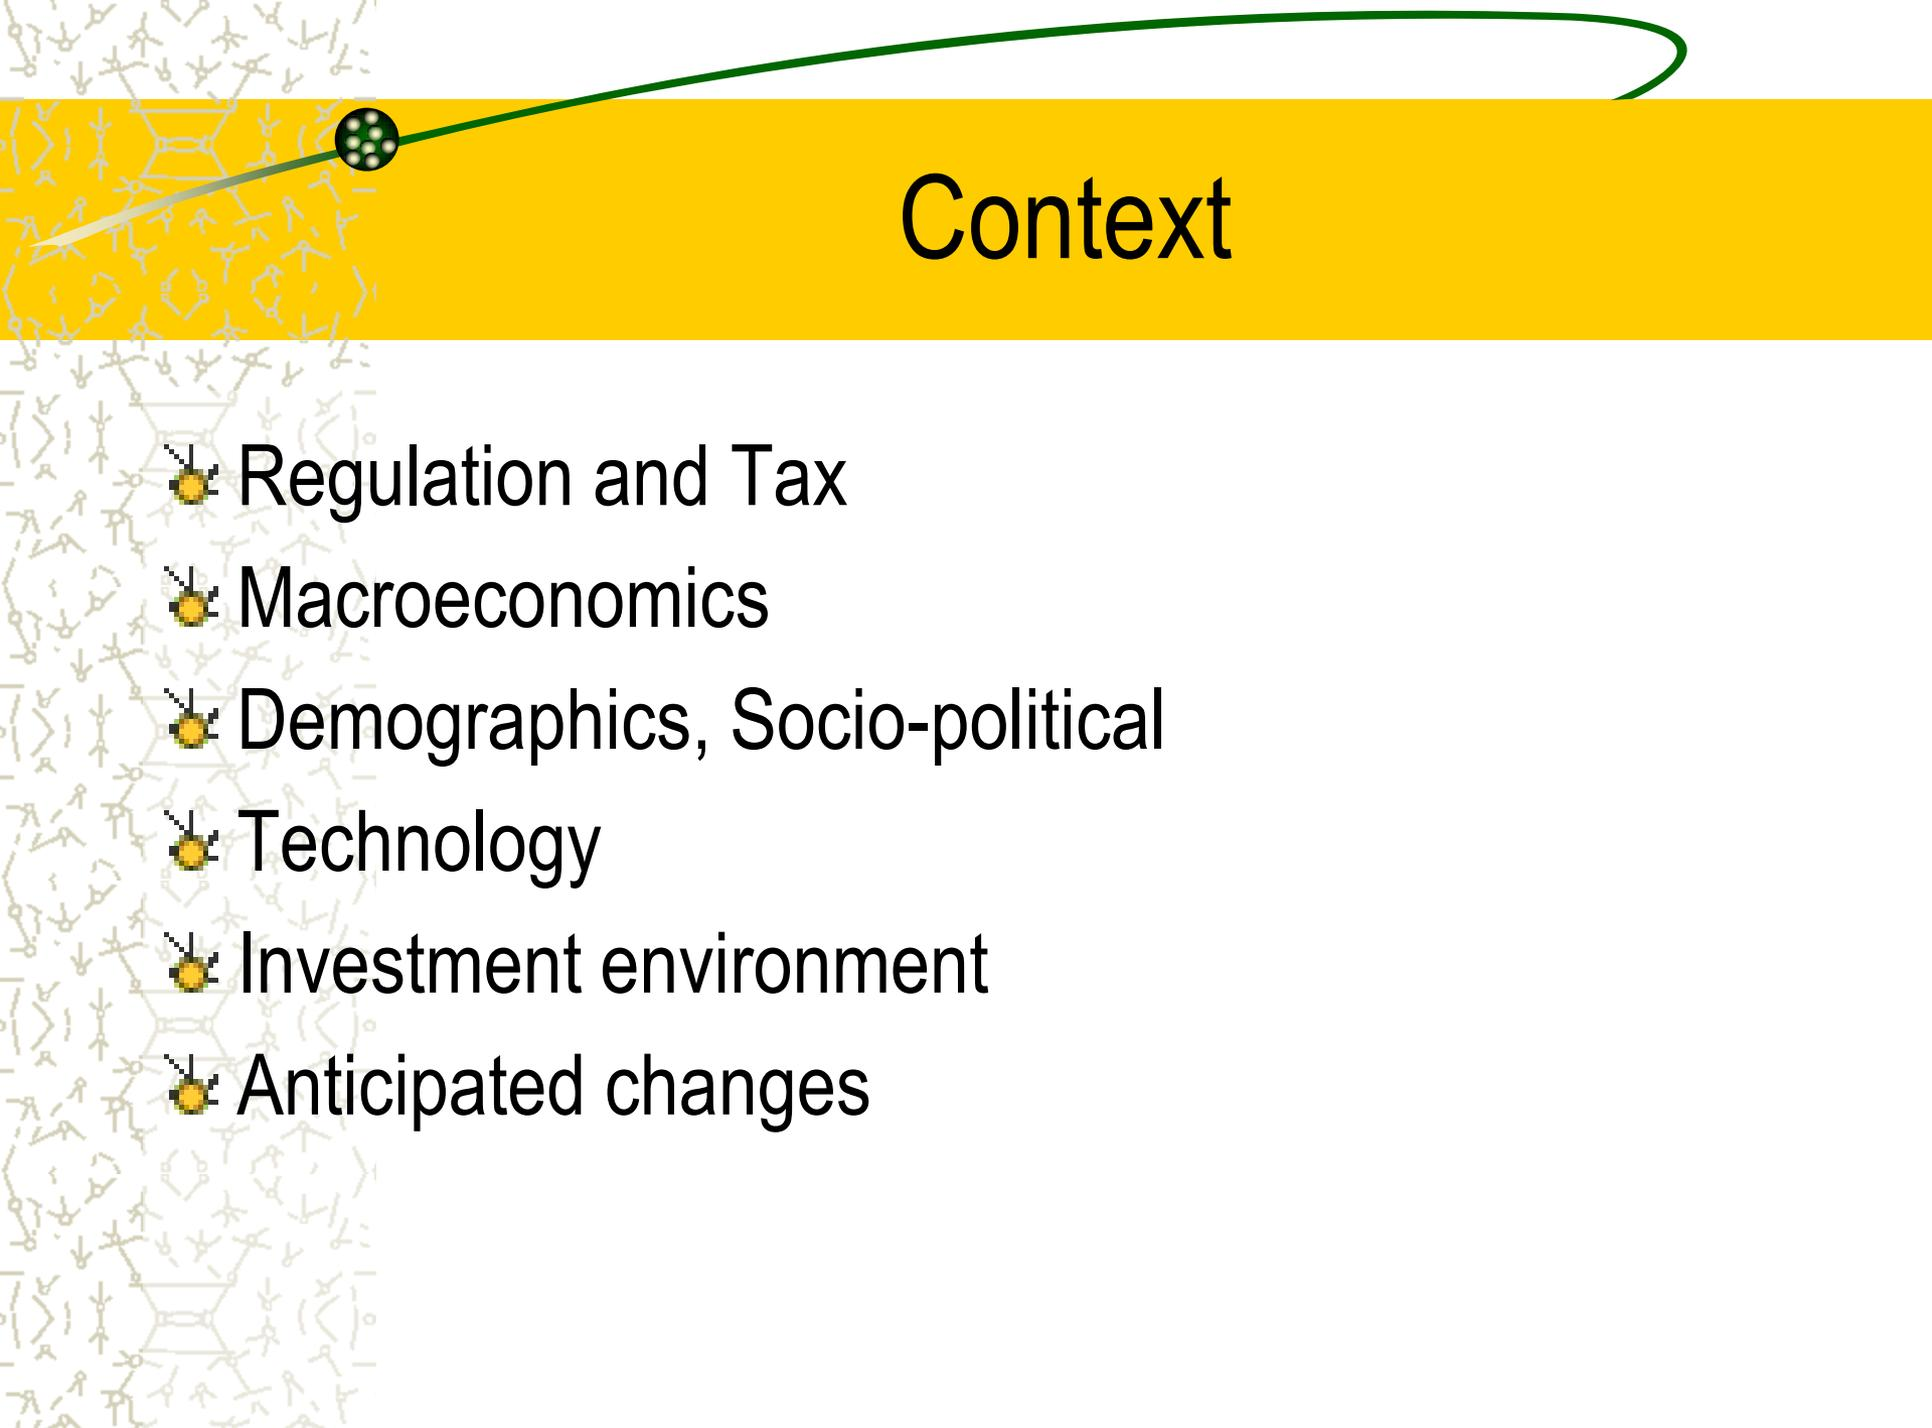 Context
Regulation and Tax
Macroeconomics
Demographics, Socio-political
Technology
Investment environment
Anticipated changes